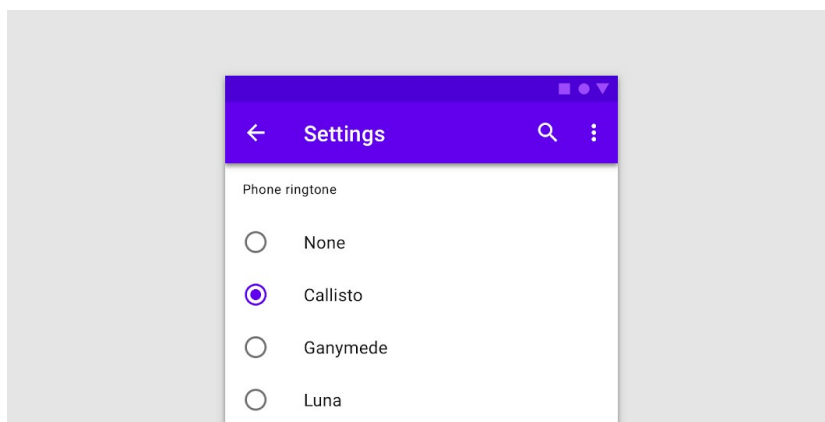 Settings
Phone ringtone
None
Callisto
Ganymede
Luna